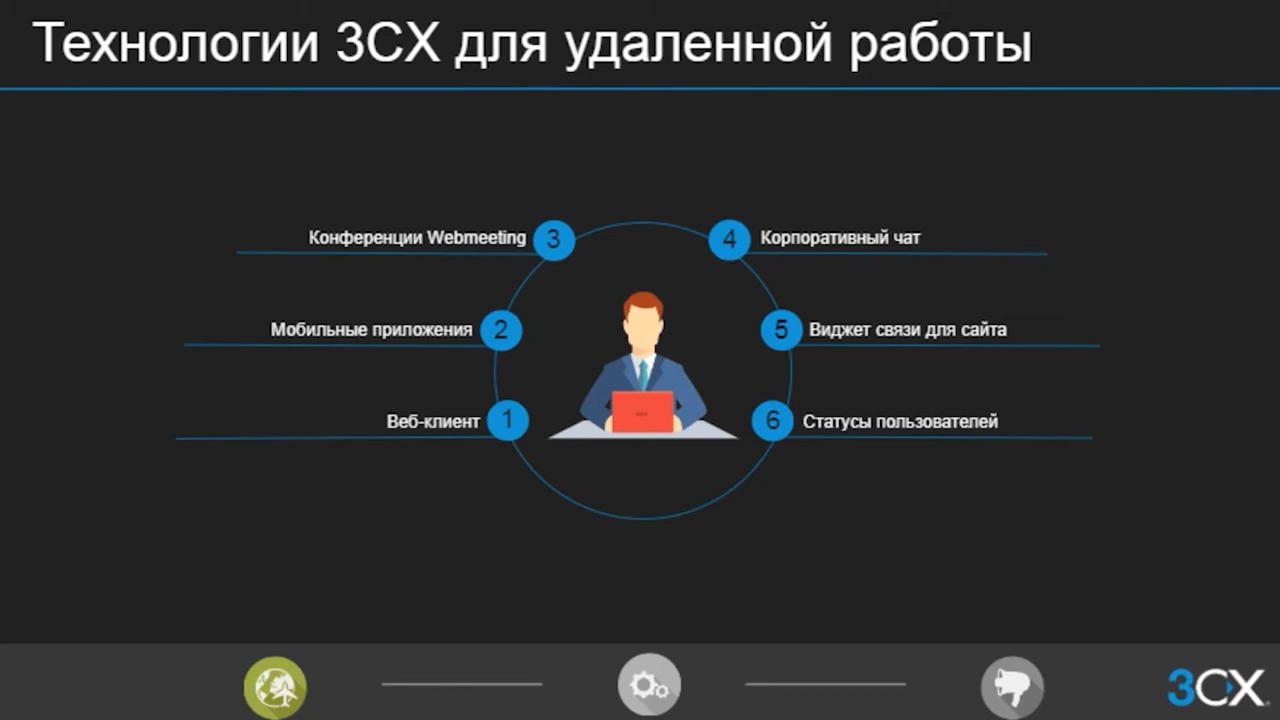 Технологии 3CX для удаленной работы
Конференции Webmeeting 3
4 Корпоративный чат
Мобильные приложения 2
5 Виджет связи для сайта
Веб-клиент 1
6 Статусы пользователей
3CX